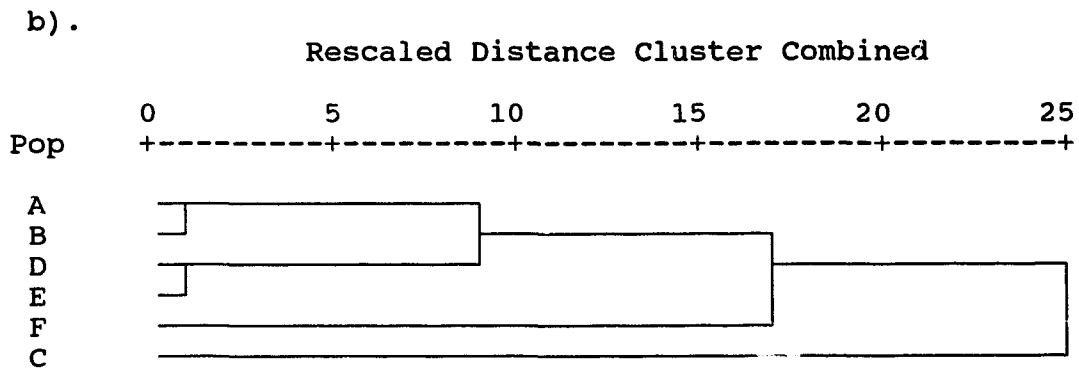 b).
Rescaled Distance Cluster Combined
0 5 10 15 20 25
Pop +---------+---------+---------+---------+---------+
A
B
D
E
F
C